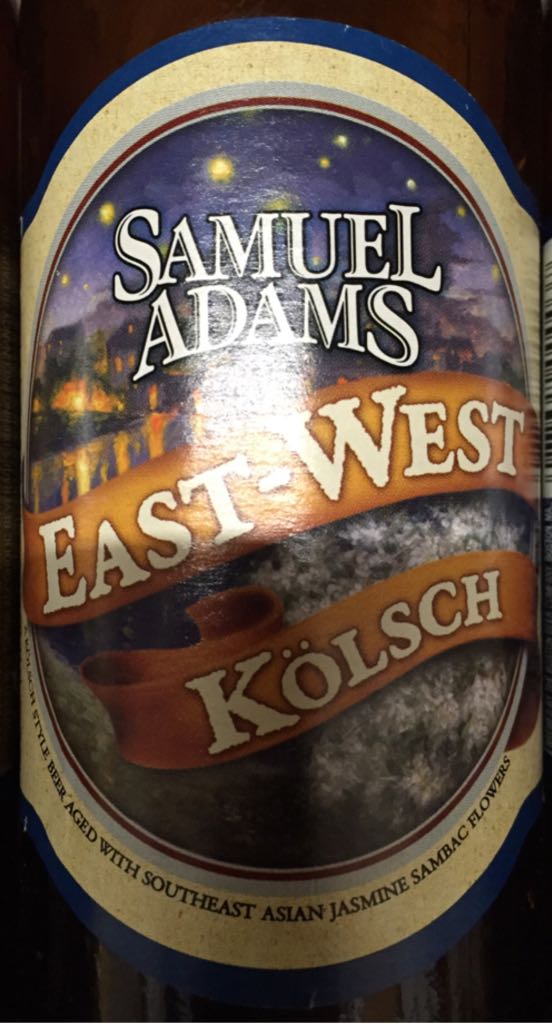 SAMUEL
ADAMS
EAST-WEST
KÖLSCH
A KÖLSCH STYLE BEER AGED WITH SOUTHEAST ASIAN JASMINE SAMBAC FLOWERS